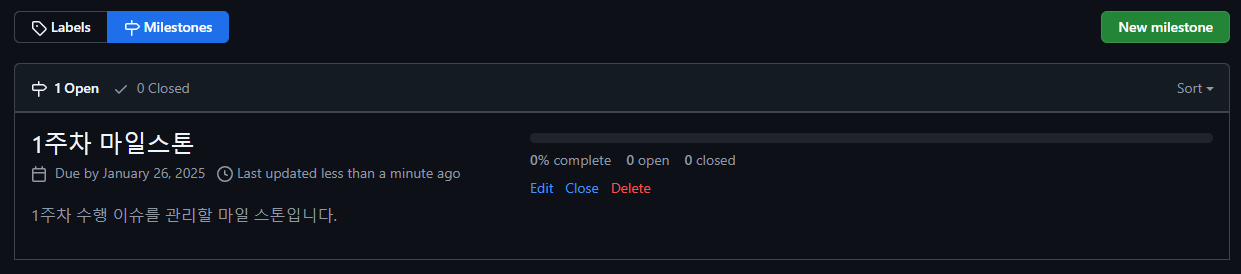 Labels Milestones New milestone
1 Open 0 Closed Sort
1주차 마일스톤
Due by January 26, 2025 Last updated less than a minute ago
1주차 수행 이슈를 관리할 마일 스톤입니다.
0% complete 0 open 0 closed
Edit Close Delete